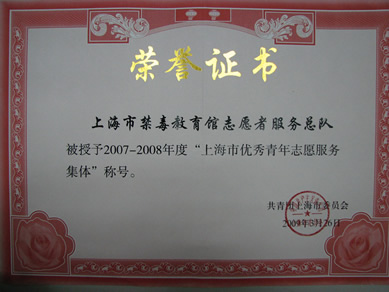 荣誉证书
上海市禁毒教育馆志愿者服务总队
被授予2007-2008年度“上海市优秀青年志愿服务
集体”称号。
共青团上海市委员会